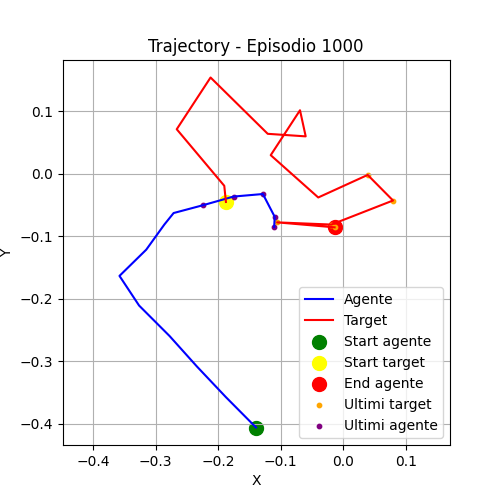 Trajectory - Episodio 1000
0.1
0.0
−0.1
−0.2
−0.3
−0.4
Y
−0.4
−0.3
−0.2
−0.1
0.0
0.1
X
Agente
Target
Start agente
Start target
End agente
Ultimi target
Ultimi agente